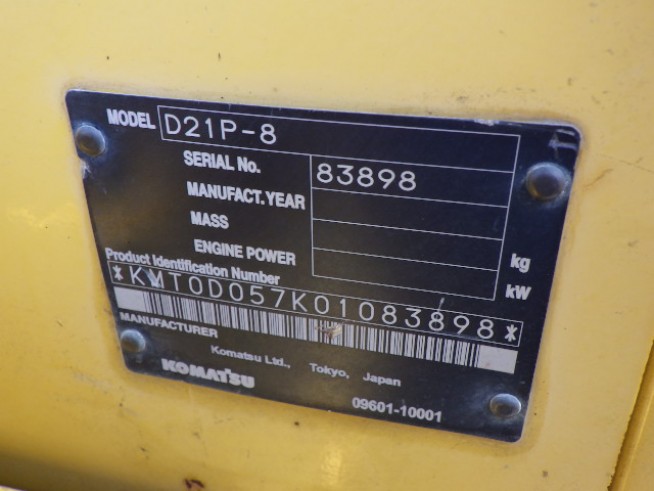 MODEL D21P-8
SERIAL No. 83898
MANUFACT. YEAR
MASS kg
ENGINE POWER kW
Product Identification Number
*KMT0D057K01083898*
MANUFACTURER
Komatsu Ltd., Tokyo, Japan
KOMATSU 09601-10001